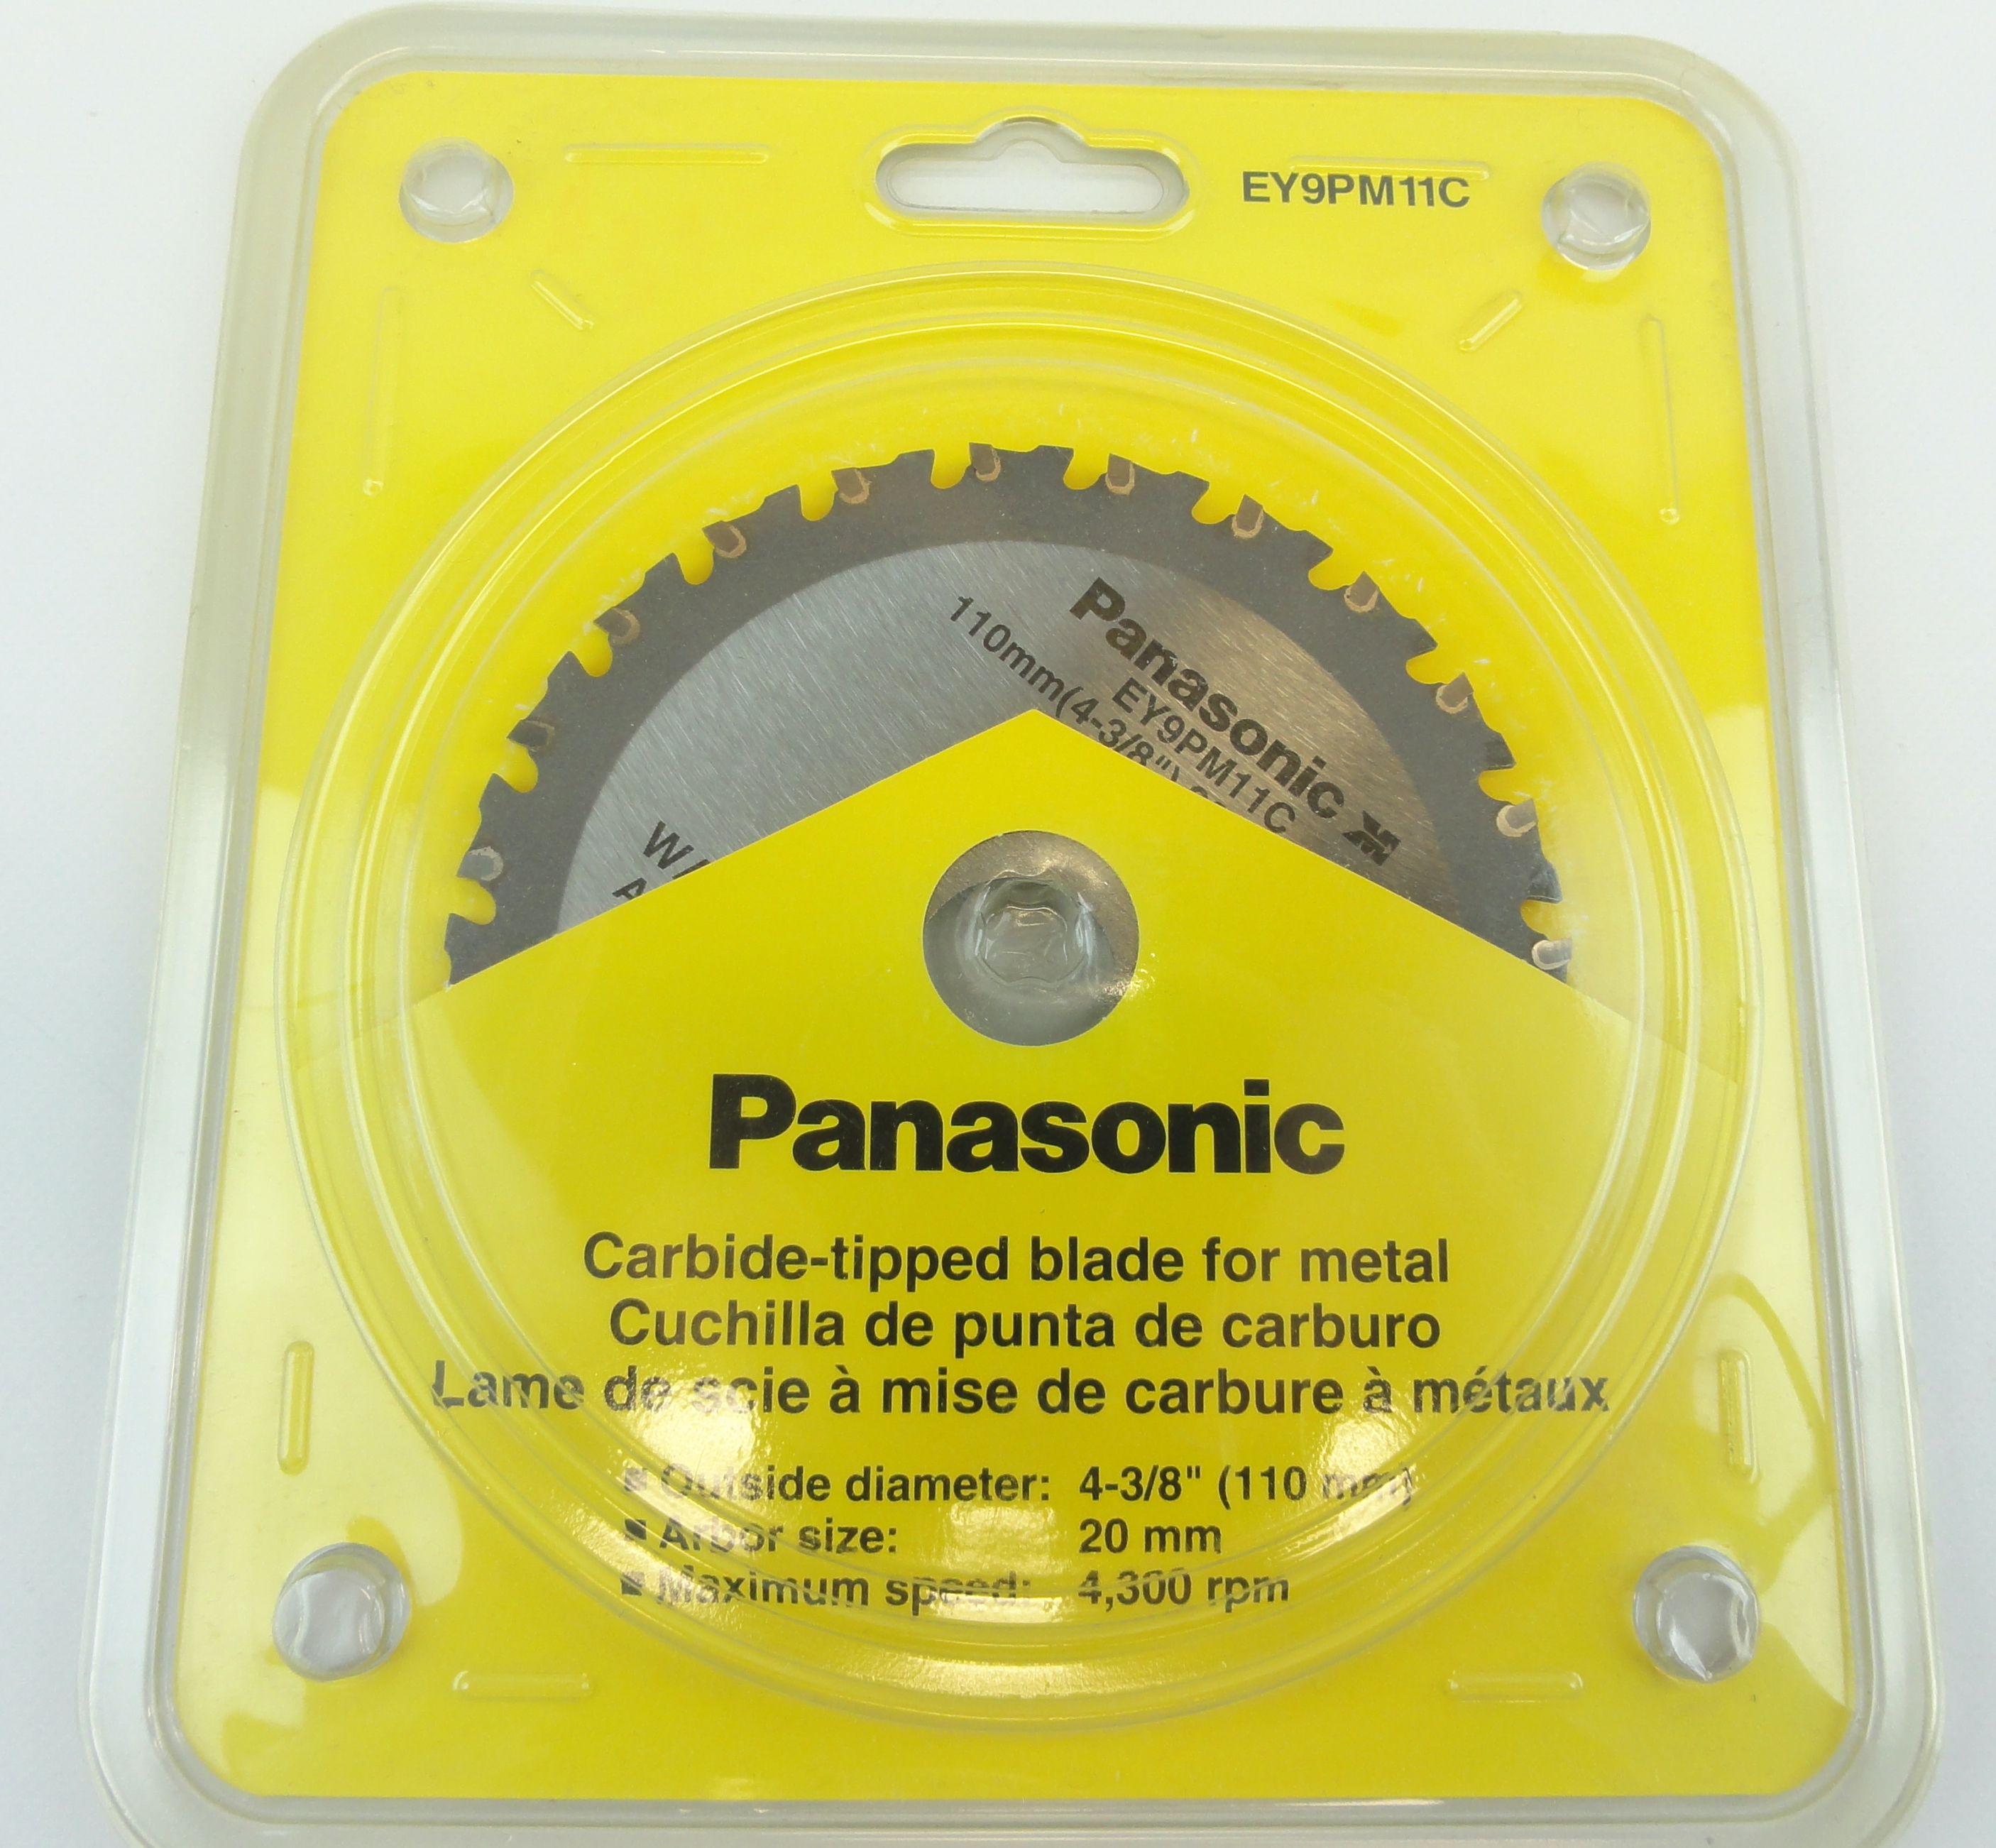 EY9PM11C
Panasonic
EY9PM11C
110mm(4-3/8")
Panasonic
Carbide-tipped blade for metal
Cuchilla de punta de carburo
Lame de scie à mise de carbure à métaux
■ Outside diameter: 4-3/8" (110 mm)
■ Arbor size: 20 mm
■ Maximum speed: 4,300 rpm